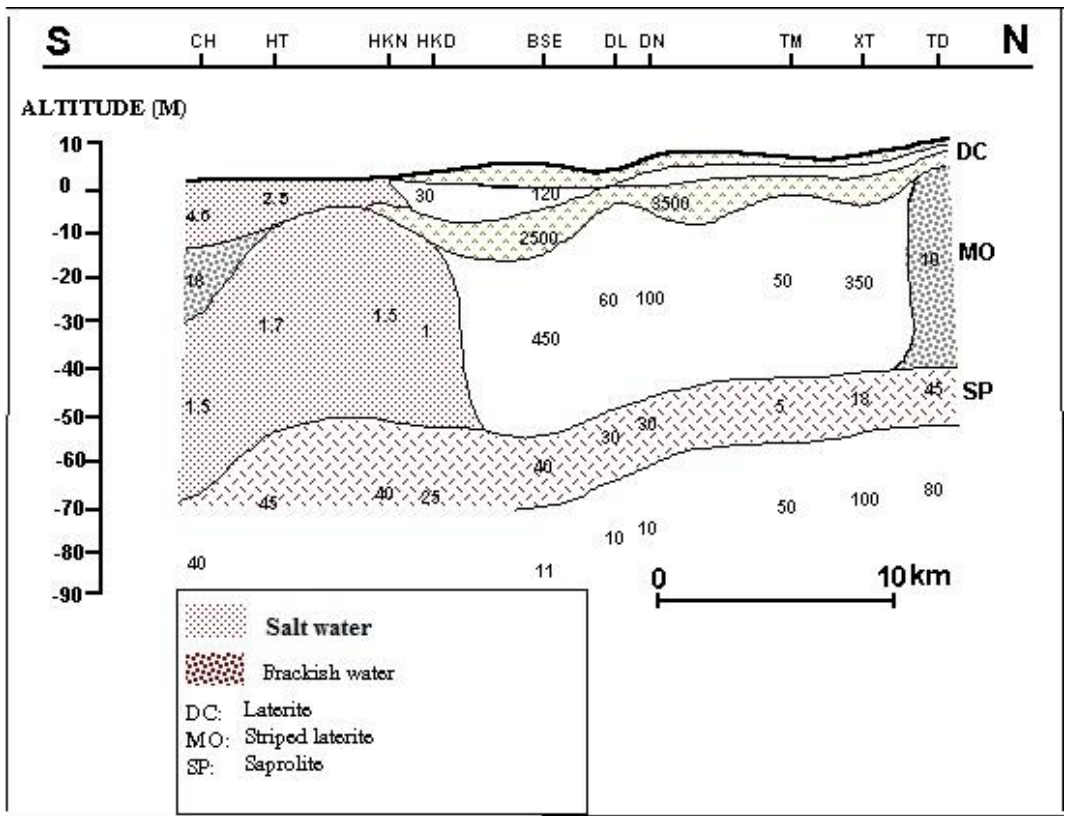 S CH HT HKN HKD BSE DL DN TM XT TD N
ALTITUDE (M)
10
DC
0
30 120
4.6 2.5 3500
-10
2500
MO
18 10
-20
50 350
60 100
-30
1.7 1.5 1
450
-40
SP
45
1.5 5 18
-50
30 30
-60
40
45 40 25 80
-70
50 100
10 10
-80
40 11
0 10 km
-90
Salt water
Brackish water
DC: Laterite
MO: Striped laterite
SP: Saprolite